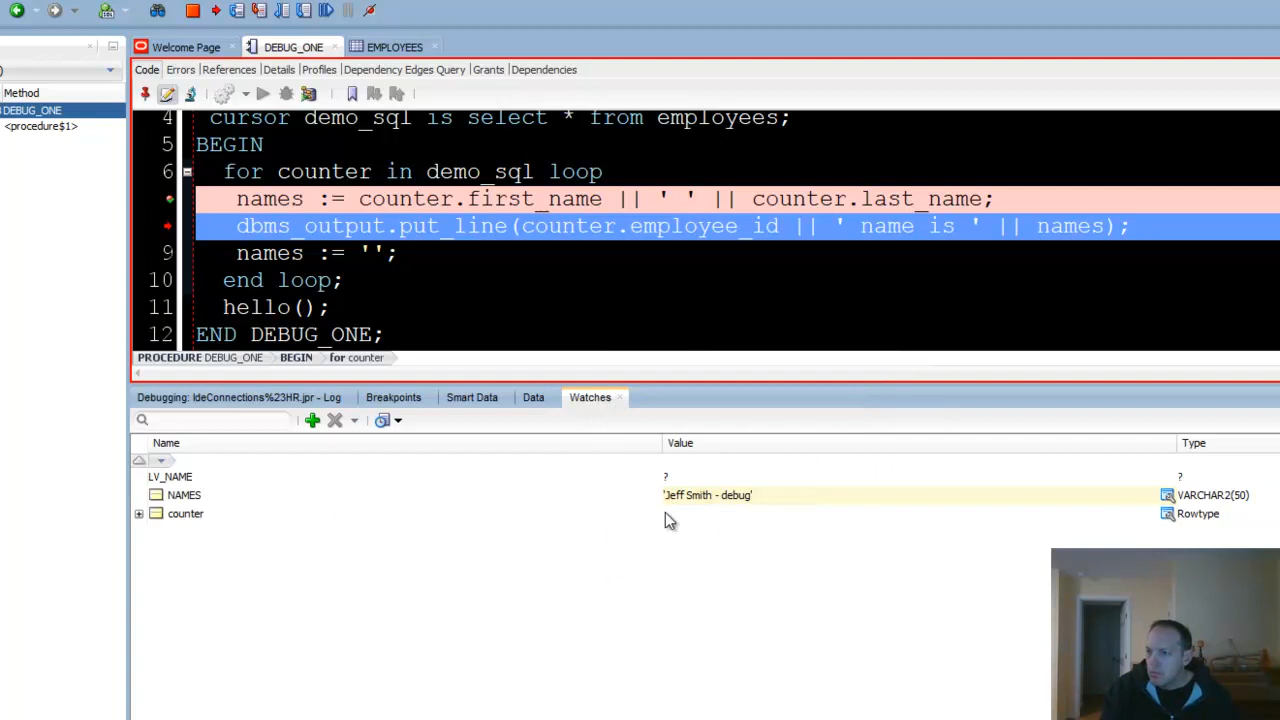 Welcome Page
DEBUG_ONE
EMPLOYEES
Code Errors References Details Profiles Dependency Edges Query Grants Dependencies
)
Method
DEBUG_ONE
<procedure$1>
4 cursor demo_sql is select * from employees;
5 BEGIN
6 for counter in demo_sql loop
names := counter.first_name || ' ' || counter.last_name;
dbms_output.put_line(counter.employee_id || ' name is ' || names);
9 names := '';
10 end loop;
11 hello();
12 END DEBUG_ONE;
PROCEDURE DEBUG_ONE BEGIN for counter
Debugging: IdeConnections%23HR.jpr - Log Breakpoints Smart Data Data Watches
Name Value Type
LV_NAME ? ?
NAMES 'Jeff Smith - debug' VARCHAR2(50)
counter Rowtype